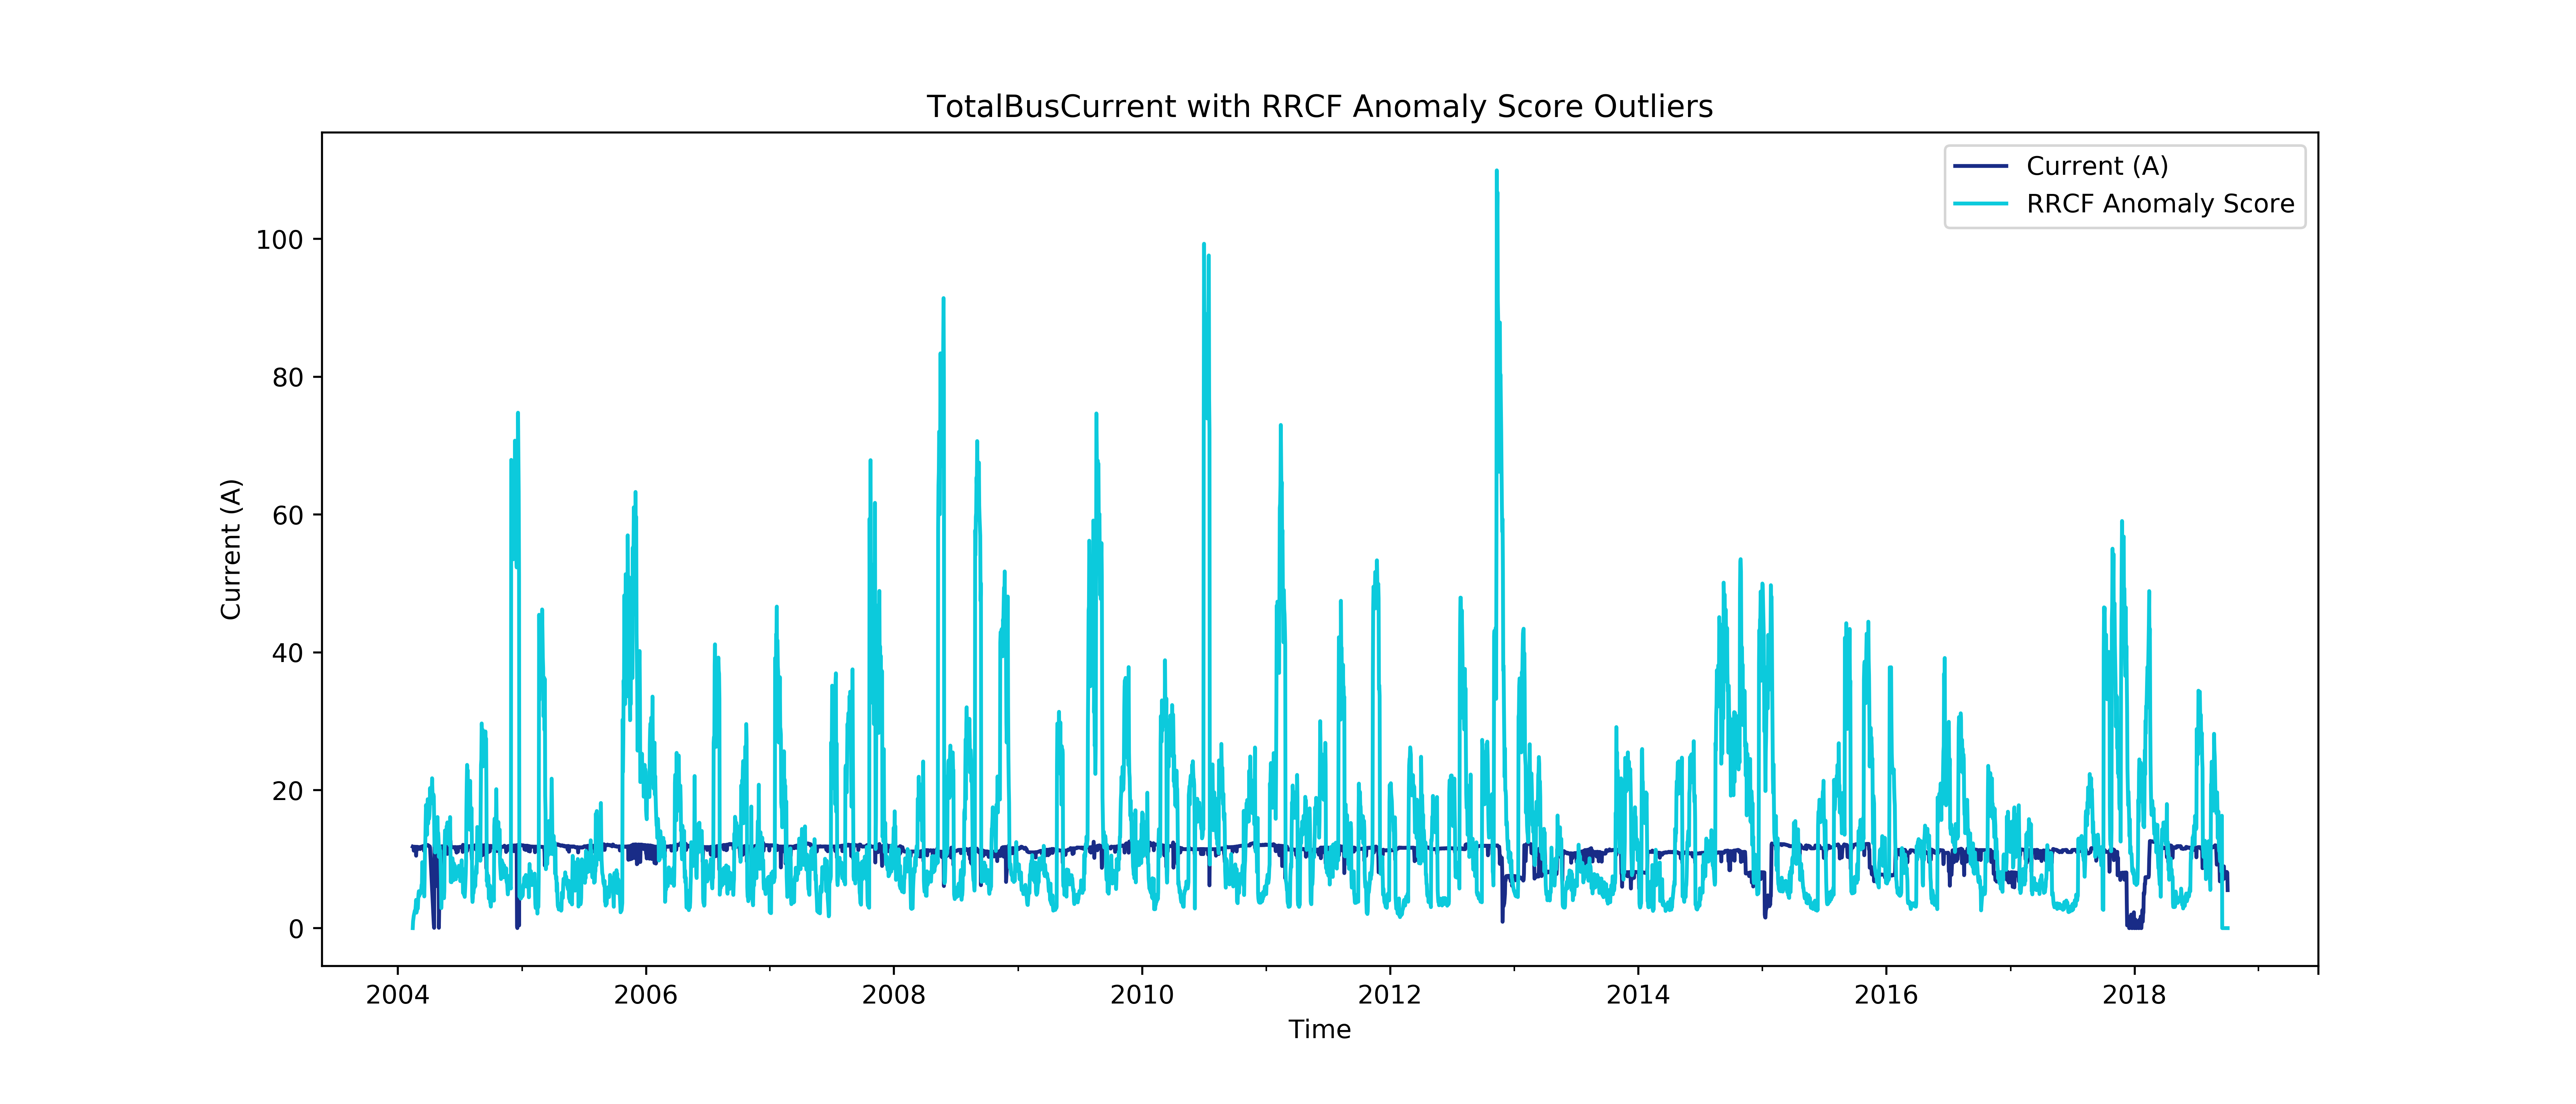 TotalBusCurrent with RRCF Anomaly Score Outliers
Current (A)
RRCF Anomaly Score
100
80
60
40
20
0
Current (A)
2004 2006 2008 2010 2012 2014 2016 2018
Time